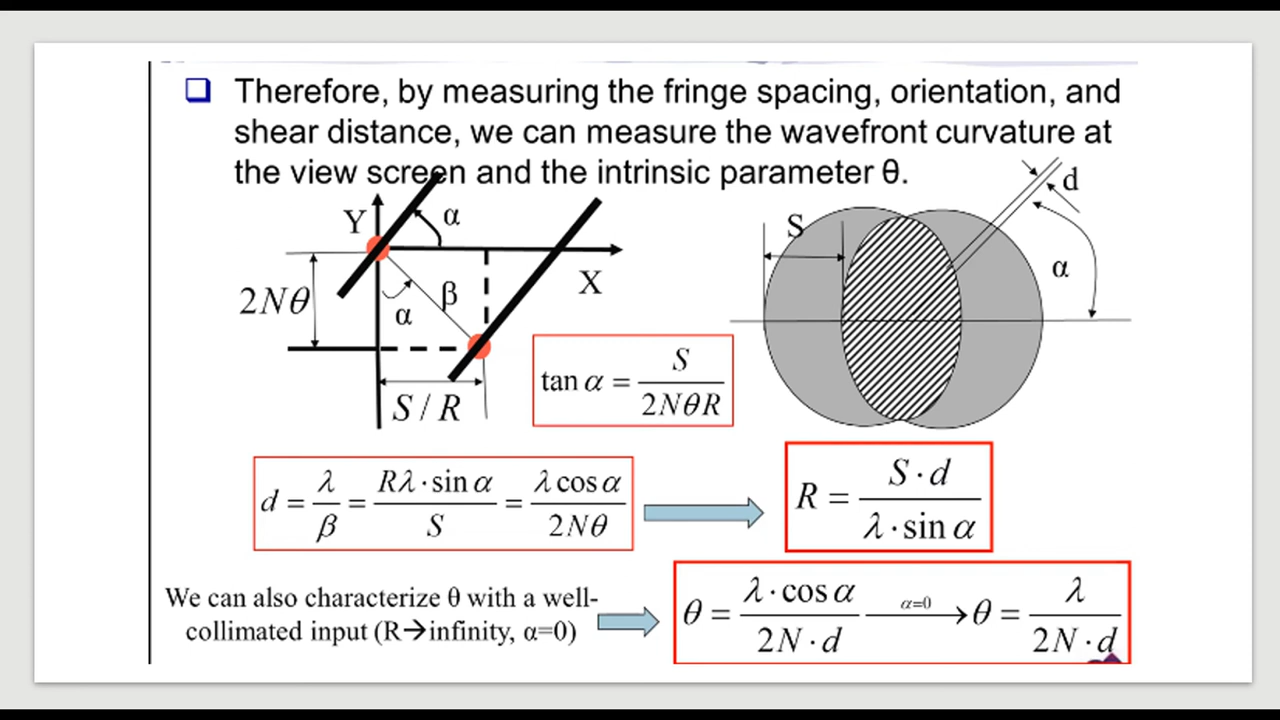 ❑ Therefore, by measuring the fringe spacing, orientation, and
shear distance, we can measure the wavefront curvature at
the view screen and the intrinsic parameter θ.
Y
α
X
2Nθ
α
β
S / R
S
d
α
tan α = S / 2NθR
d = λ / β = Rλ · sin α / S = λ cos α / 2Nθ
R = S · d / λ · sin α
We can also characterize θ with a well-
collimated input (R→infinity, α=0)
θ = λ · cos α / 2N · d —α=0→ θ = λ / 2N · d